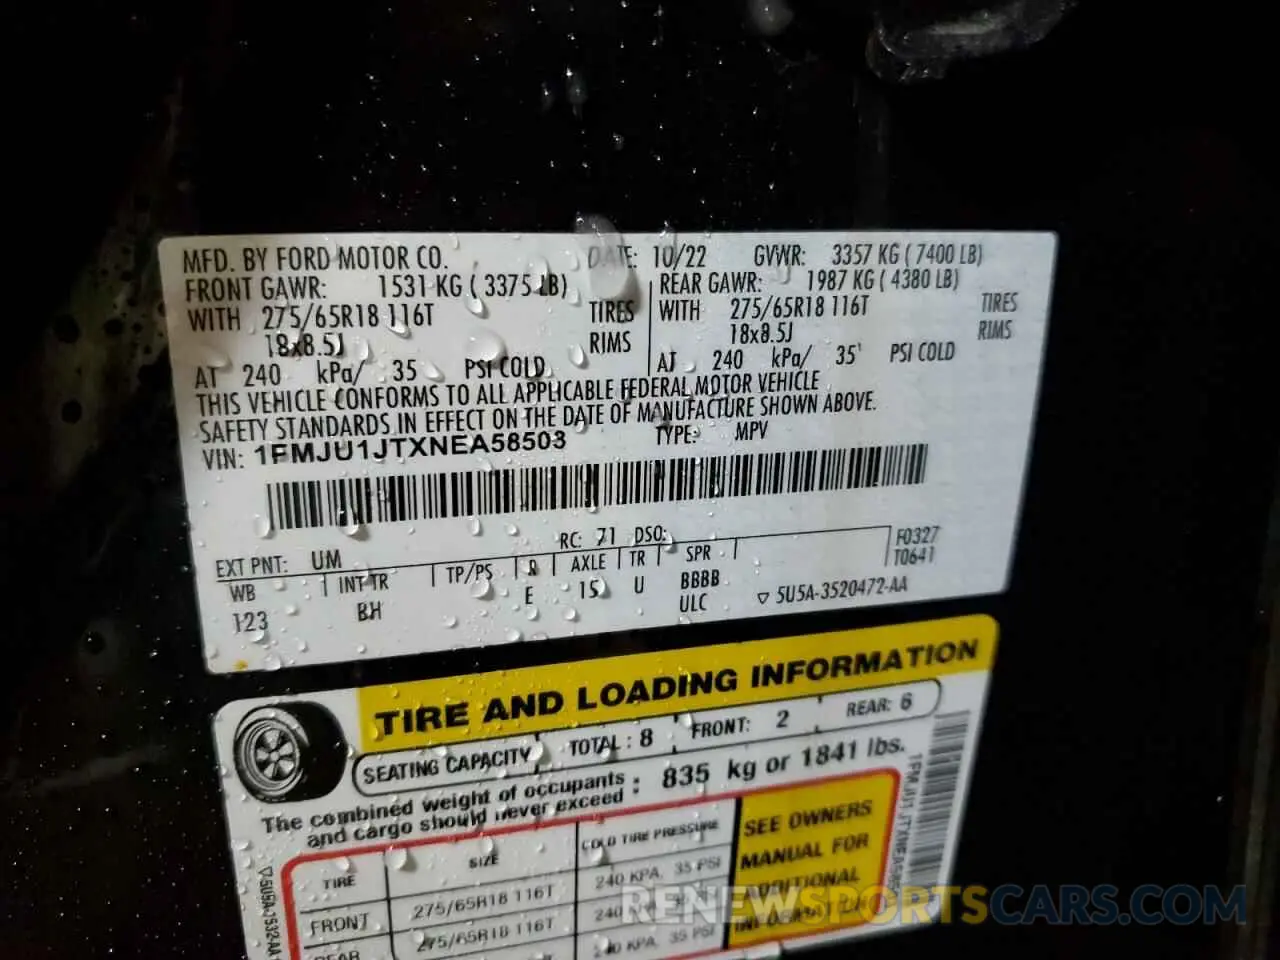 MFD. BY FORD MOTOR CO. DATE: 10/22 GVWR: 3357 KG ( 7400 LB)
FRONT GAWR: 1531 KG ( 3375 LB) REAR GAWR: 1987 KG ( 4380 LB)
WITH 275/65R18 116T TIRES WITH 275/65R18 116T TIRES
18x8.5J RIMS 18x8.5J RIMS
AT 240 kPa/ 35 PSI COLD AT 240 kPa/ 35 PSI COLD
THIS VEHICLE CONFORMS TO ALL APPLICABLE FEDERAL MOTOR VEHICLE
SAFETY STANDARDS IN EFFECT ON THE DATE OF MANUFACTURE SHOWN ABOVE.
VIN: 1FMJU1JTXNEA58503 TYPE: MPV
EXT PNT: UM RC: 71 DSO: F0327
WB INT TR TP/PS R AXLE TR SPR T0641
123 BH E 15 U BBBB
ULC ▽ 5U5A-3520472-AA
TIRE AND LOADING INFORMATION
SEATING CAPACITY TOTAL : 8 FRONT: 2 REAR: 6
The combined weight of occupants
and cargo should never exceed : 835 kg or 1841 lbs.
TIRE SIZE COLD TIRE PRESSURE
FRONT 275/65R18 116T 240 KPA, 35 PSI
REAR 275/65R18 116T 240
240 KPA, 35 PSI
SEE OWNERS
MANUAL FOR
ADDITIONAL
INFORMATION
RENEWSPORTSCARS.COM